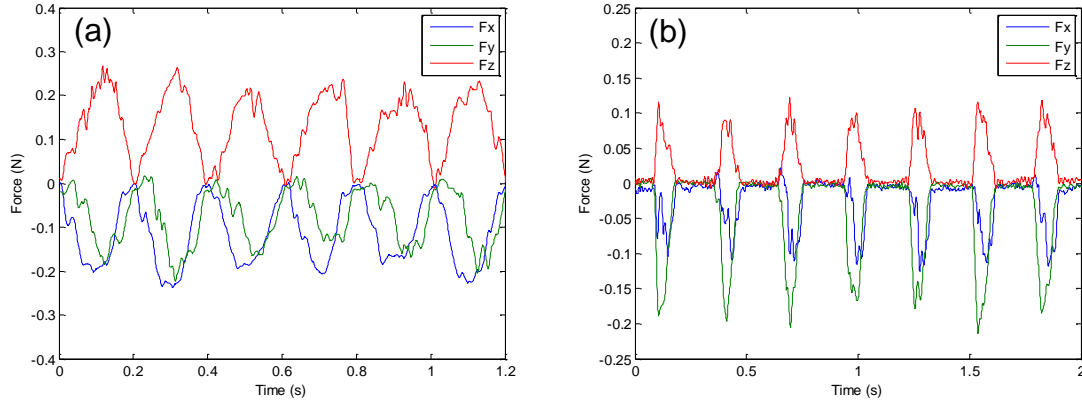 (a)
Fx
Fy
Fz
0.4
0.3
0.2
0.1
0
-0.1
-0.2
-0.3
-0.4
Force (N)
0 0.2 0.4 0.6 0.8 1 1.2
Time (s)
(b)
Fx
Fy
Fz
0.25
0.2
0.15
0.1
0.05
0
-0.05
-0.1
-0.15
-0.2
-0.25
Force (N)
0 0.5 1 1.5 2
Time (s)